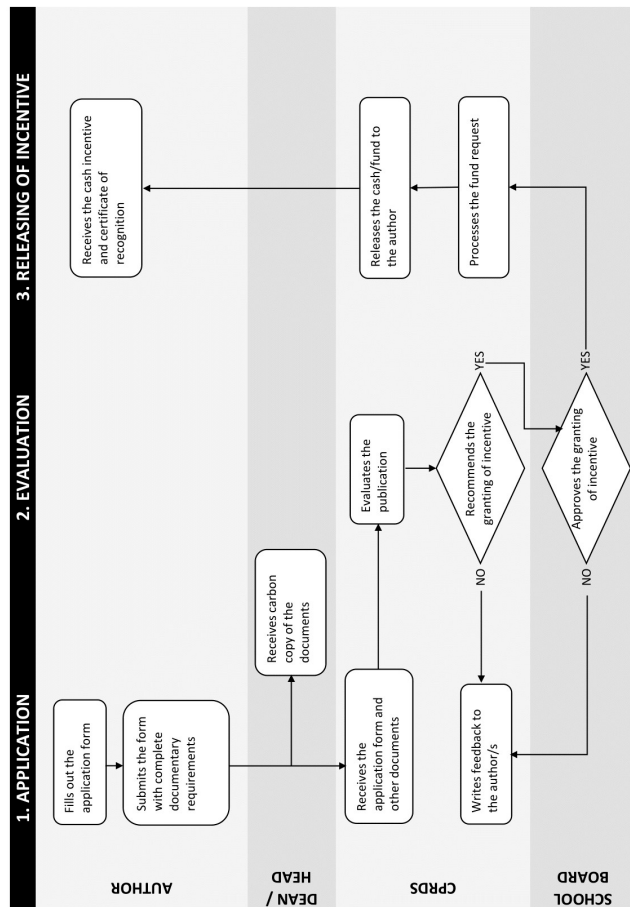 1. APPLICATION
2. EVALUATION
3. RELEASING OF INCENTIVE
AUTHOR
Fills out the
application form
Submits the form
with complete
documentary
requirements
Receives the cash incentive
and certificate of
recognition
DEAN /
HEAD
Receives carbon
copy of the
documents
CPRDS
Receives the
application form and
other documents
Evaluates the
publication
Releases the cash/fund to
the author
Writes feedback to
the author/s
NO
Recommends the
granting of incentive
YES
Processes the fund request
SCHOOL
BOARD
NO
Approves the granting
of incentive
YES